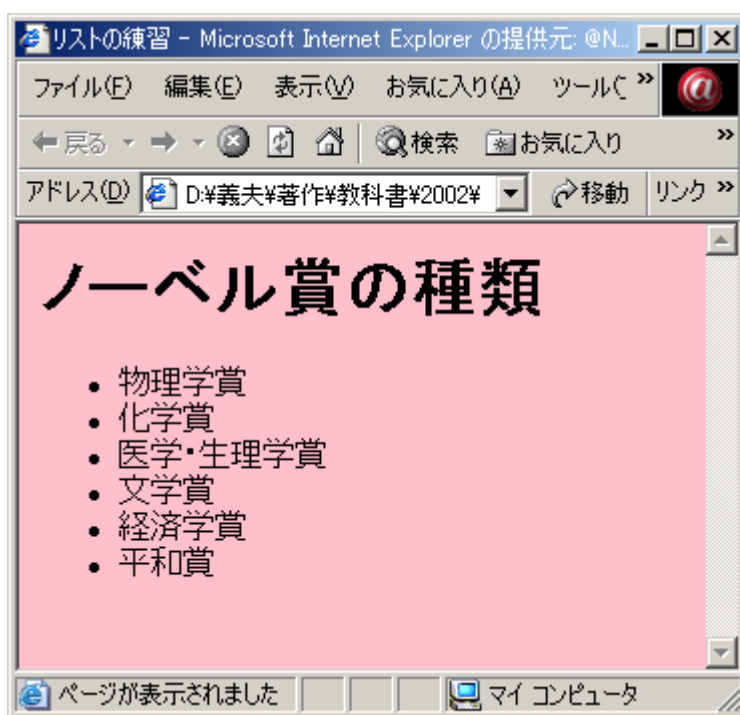 リストの練習 - Microsoft Internet Explorer の提供元: @N...
ファイル(F) 編集(E) 表示(V) お気に入り(A) ツール( »
戻る 検索 お気に入り »
アドレス(D) D:¥義夫¥著作¥教科書¥2002¥ 移動 リンク »
ノーベル賞の種類
• 物理学賞
• 化学賞
• 医学・生理学賞
• 文学賞
• 経済学賞
• 平和賞
ページが表示されました マイ コンピュータ